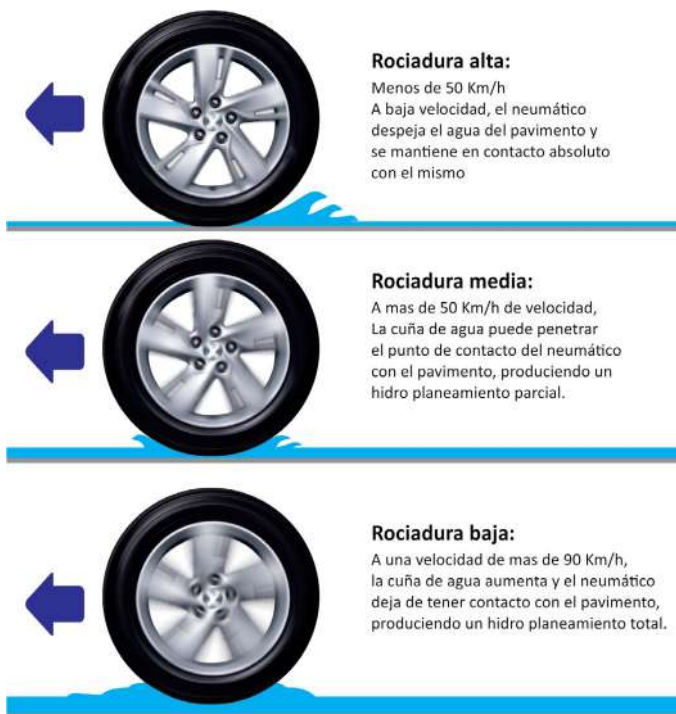 Rociadura alta:
Menos de 50 Km/h
A baja velocidad, el neumático
despeja el agua del pavimento y
se mantiene en contacto absoluto
con el mismo
Rociadura media:
A mas de 50 Km/h de velocidad,
La cuña de agua puede penetrar
el punto de contacto del neumático
con el pavimento, produciendo un
hidro planeamiento parcial.
Rociadura baja:
A una velocidad de mas de 90 Km/h,
la cuña de agua aumenta y el neumático
deja de tener contacto con el pavimento,
produciendo un hidro planeamiento total.